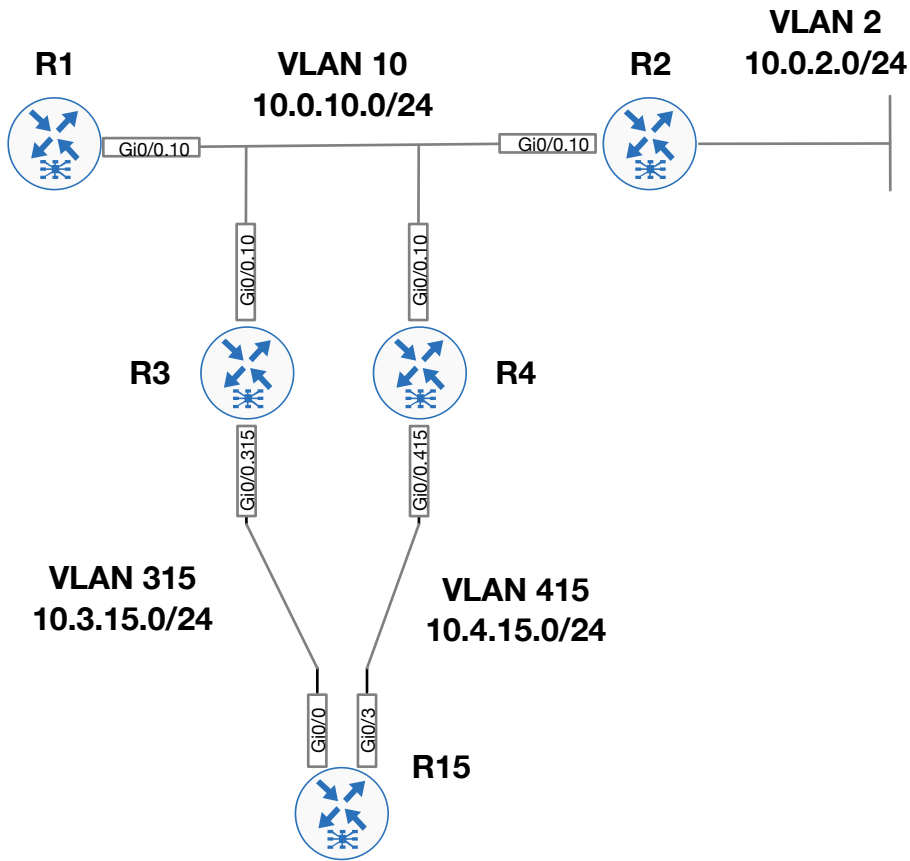 VLAN 2
10.0.2.0/24
R1
VLAN 10
10.0.10.0/24
R2
Gi0/0.10
Gi0/0.10
Gi0/0.10
Gi0/0.10
R3
R4
Gi0/0.315
Gi0/0.415
VLAN 315
10.3.15.0/24
VLAN 415
10.4.15.0/24
Gi0/0
Gi0/3
R15